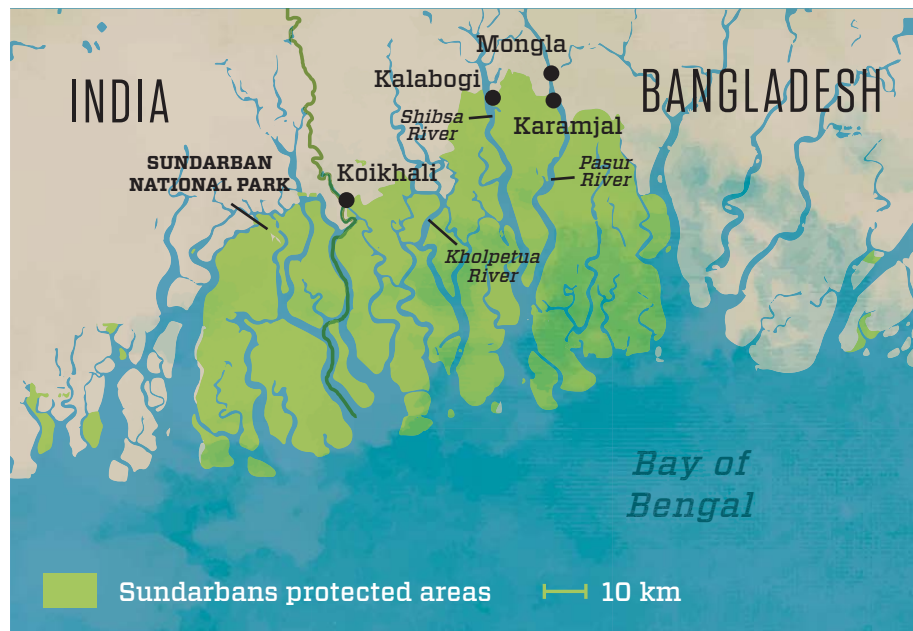 Mongla
INDIA
Kalabogi
BANGLADESH
Shibsa
River
Karamjal
SUNDARBAN
NATIONAL PARK
Koikhali
Pasur
River
Kholpetua
River
Bay of
Bengal
Sundarbans protected areas
10 km